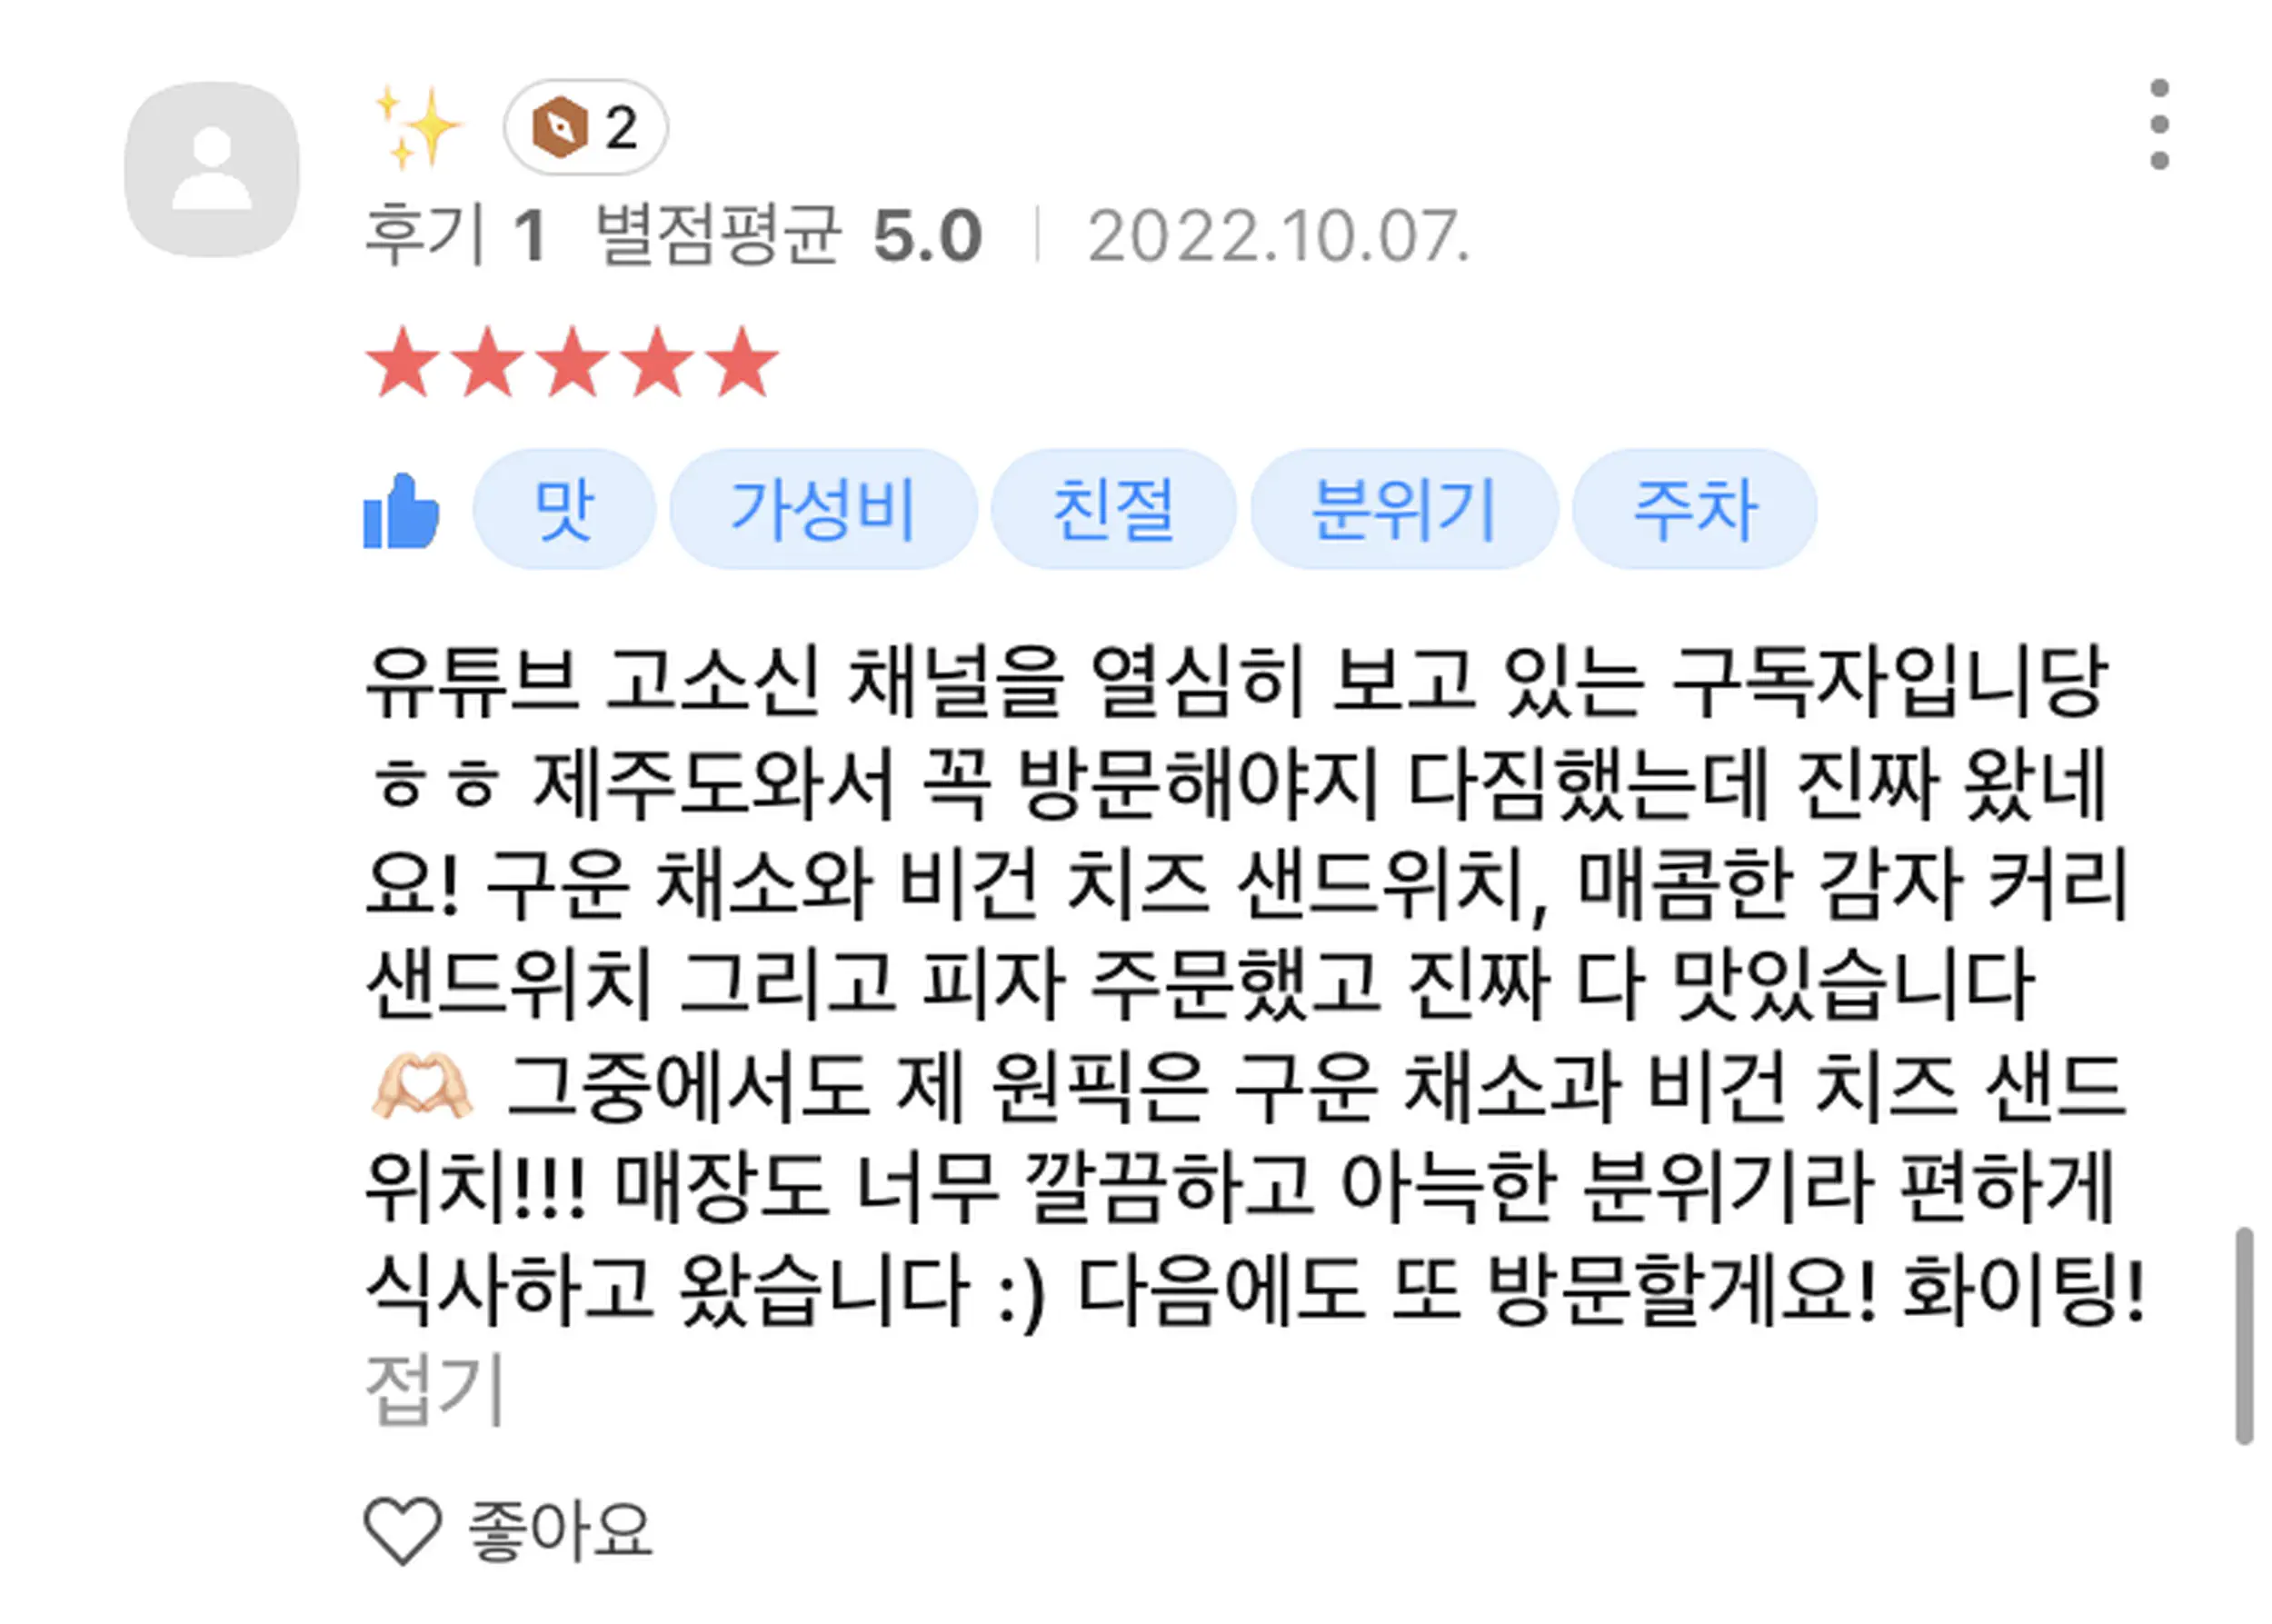 ✨ 2
후기 1 별점평균 5.0 2022.10.07.
★★★★★
맛 가성비 친절 분위기 주차
유튜브 고소신 채널을 열심히 보고 있는 구독자입니당
ㅎㅎ 제주도와서 꼭 방문해야지 다짐했는데 진짜 왔네
요! 구운 채소와 비건 치즈 샌드위치, 매콤한 감자 커리
샌드위치 그리고 피자 주문했고 진짜 다 맛있습니다
🫶🏻 그중에서도 제 원픽은 구운 채소과 비건 치즈 샌드
위치!!! 매장도 너무 깔끔하고 아늑한 분위기라 편하게
식사하고 왔습니다 :) 다음에도 또 방문할게요! 화이팅!
접기
좋아요